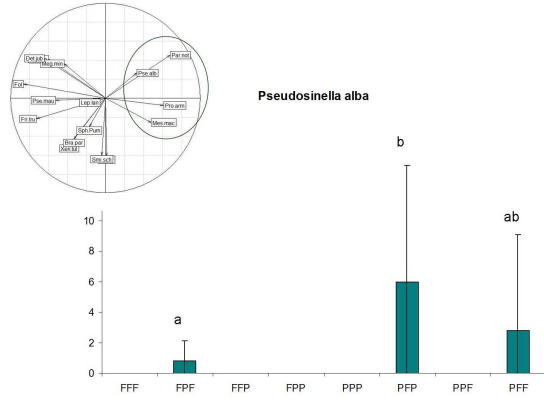 Par.not
Det.jub
Meg.min
Pse.alb
Fol
Pse.mau
Lep.lan
Pro.arm
Fri.tru
Mes.mac
Sph.Pum
Bra.par
Xen.tul
Smi.sch
Pseudosinella alba
b
10
ab
8
6
4
a
2
0
FFF FPF FFP FPP PPP PFP PPF PFF